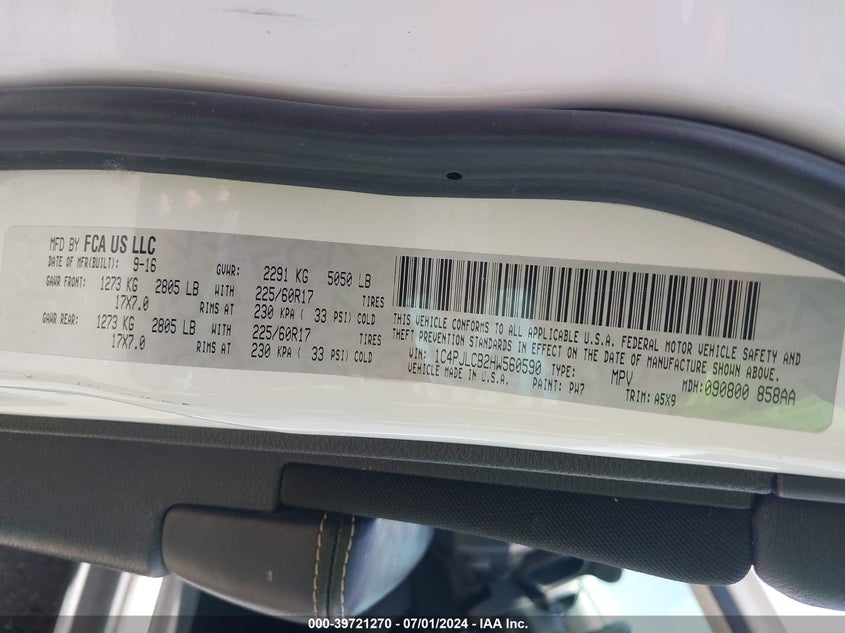 MFD BY FCA US LLC
DATE OF MFR(BUILT): 9-16 GVWR: 2291 KG 5050 LB
GAWR FRONT: 1273 KG 2805 LB WITH 225/60R17 TIRES
17X7.0 RIMS AT 230 KPA ( 33 PSI) COLD
GAWR REAR: 1273 KG 2805 LB WITH 225/60R17 TIRES
17X7.0 RIMS AT 230 KPA ( 33 PSI) COLD
THIS VEHICLE CONFORMS TO ALL APPLICABLE U.S.A. FEDERAL MOTOR VEHICLE SAFETY AND
THEFT PREVENTION STANDARDS IN EFFECT ON THE DATE OF MANUFACTURE SHOWN ABOVE.
VIN: 1C4PJLCB2HW560590 TYPE: MPV MDH:090800 858AA
VEHICLE MADE IN U.S.A. PAINT: PW7 TRIM: A5X9
000-39721270 / 07/01/2024 - IAA Inc.